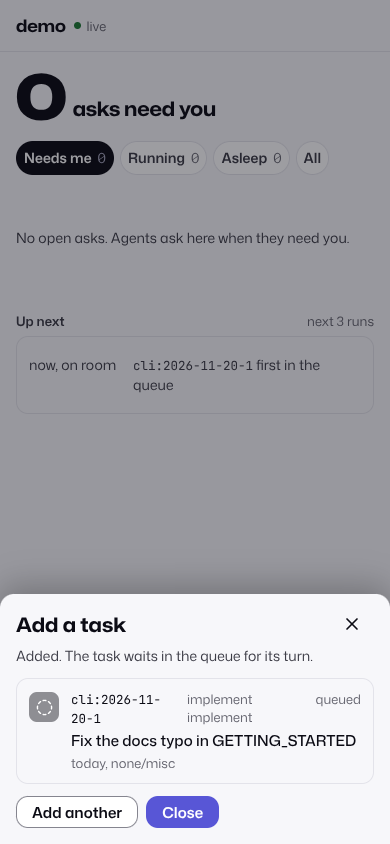 demo live
0 asks need you
Needs me 0 Running 0 Asleep 0 All
No open asks. Agents ask here when they need you.
Up next next 3 runs
now, on room cli:2026-11-20-1 first in the
queue
Add a task
Added. The task waits in the queue for its turn.
cli:2026-11- implement queued
20-1 implement
Fix the docs typo in GETTING_STARTED
today, none/misc
Add another Close